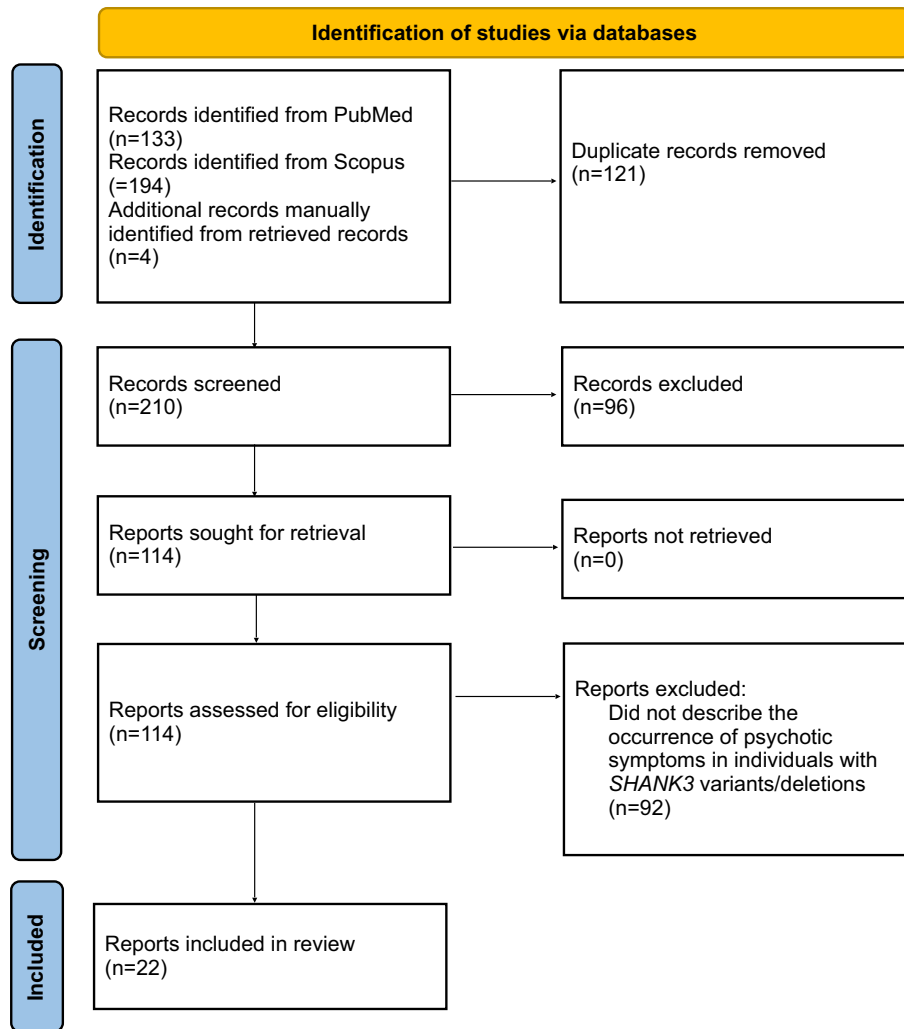 Identification of studies via databases
Identification
Records identified from PubMed
(n=133)
Records identified from Scopus
(=194)
Additional records manually
identified from retrieved records
(n=4)
Duplicate records removed
(n=121)
Screening
Records screened
(n=210)
Records excluded
(n=96)
Reports sought for retrieval
(n=114)
Reports not retrieved
(n=0)
Reports assessed for eligibility
(n=114)
Reports excluded:
Did not describe the
occurrence of psychotic
symptoms in individuals with
SHANK3 variants/deletions
(n=92)
Included
Reports included in review
(n=22)